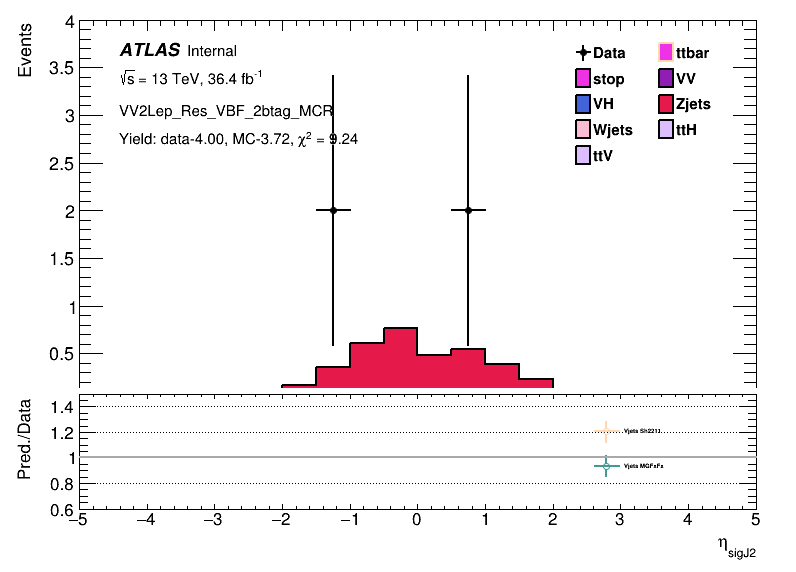 Events
4
3.5
3
2.5
2
1.5
1
0.5
ATLAS Internal
√s = 13 TeV, 36.4 fb⁻¹
VV2Lep_Res_VBF_2btag_MCR
Yield: data-4.00, MC-3.72, χ² = 9.24
Data
ttbar
stop
VV
VH
Zjets
Wjets
ttH
ttV
Pred./Data
1.4
1.2
1
0.8
0.6
Vjets Sh2211
Vjets MGFxFx
−5 −4 −3 −2 −1 0 1 2 3 4 5
η_sigJ2